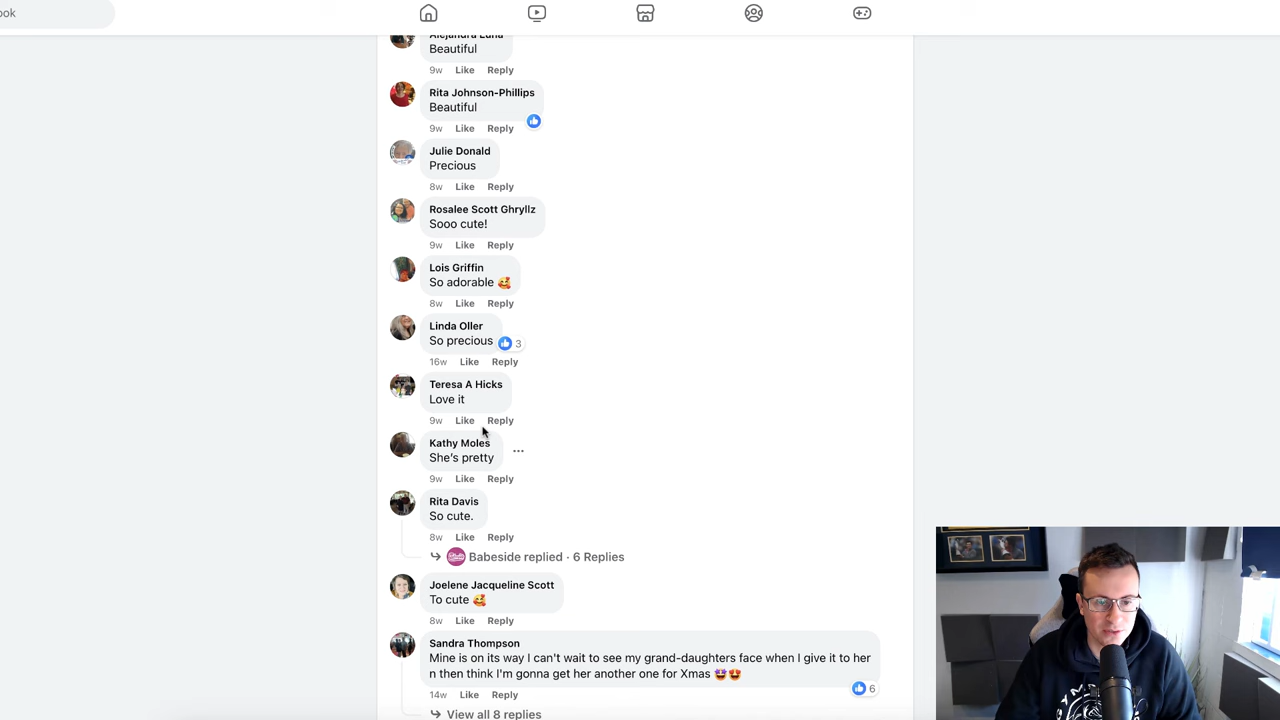 ook
Alejandra Luna
Beautiful
9w Like Reply
Rita Johnson-Phillips
Beautiful
9w Like Reply
Julie Donald
Precious
8w Like Reply
Rosalee Scott Ghryllz
Sooo cute!
9w Like Reply
Lois Griffin
So adorable 🥰
8w Like Reply
Linda Oller
So precious 3
16w Like Reply
Teresa A Hicks
Love it
9w Like Reply
Kathy Moles
She's pretty
9w Like Reply
Rita Davis
So cute.
8w Like Reply
Babeside replied · 6 Replies
Joelene Jacqueline Scott
To cute 🥰
8w Like Reply
Sandra Thompson
Mine is on its way I can't wait to see my grand-daughters face when I give it to her
n then think I'm gonna get her another one for Xmas 🤩😍
6
14w Like Reply
View all 8 replies